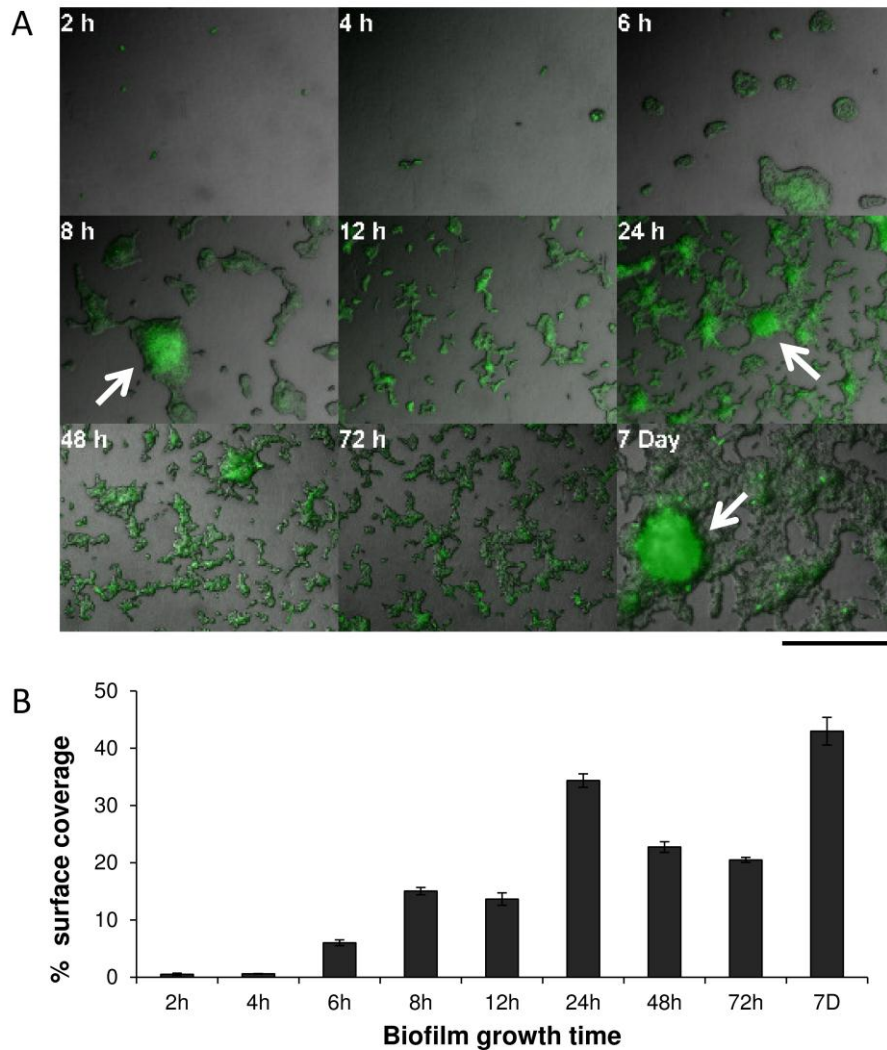 A
2 h 4 h 6 h
8 h 12 h 24 h
48 h 72 h 7 Day
B
50
40
30
20
10
0
% surface coverage
2h 4h 6h 8h 12h 24h 48h 72h 7D
Biofilm growth time